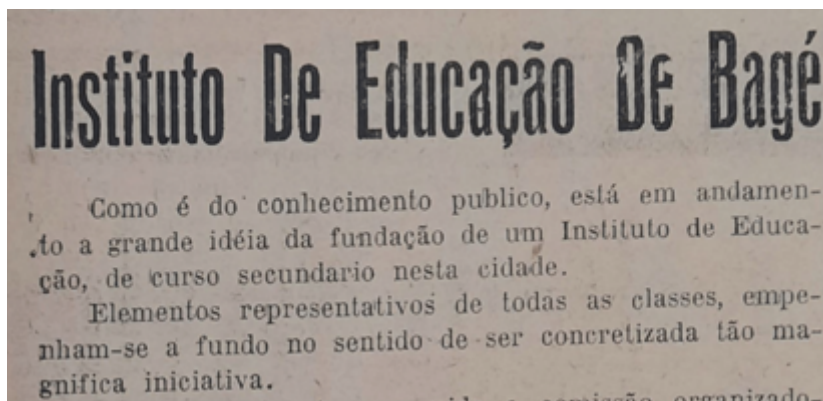 Instituto De Educação De Bagé
Como é do conhecimento publico, está em andamen-
to a grande idéia da fundação de um Instituto de Educa-
ção, de curso secundario nesta cidade.
Elementos representativos de todas as classes, empe-
nham-se a fundo no sentido de ser concretizada tão ma-
gnifica iniciativa.
organizado-